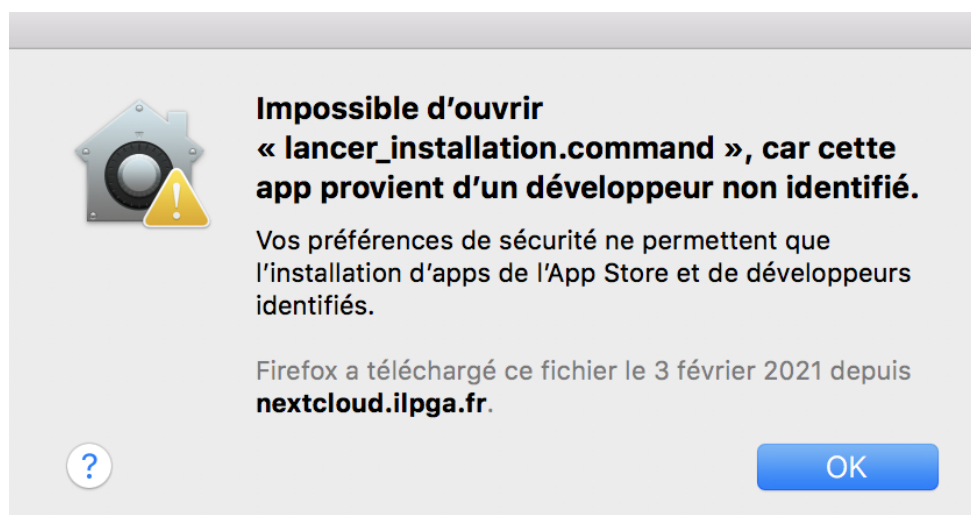 Impossible d’ouvrir
« lancer_installation.command », car cette
app provient d’un développeur non identifié.
Vos préférences de sécurité ne permettent que
l’installation d’apps de l’App Store et de développeurs
identifiés.
Firefox a téléchargé ce fichier le 3 février 2021 depuis
nextcloud.ilpga.fr.
?
OK